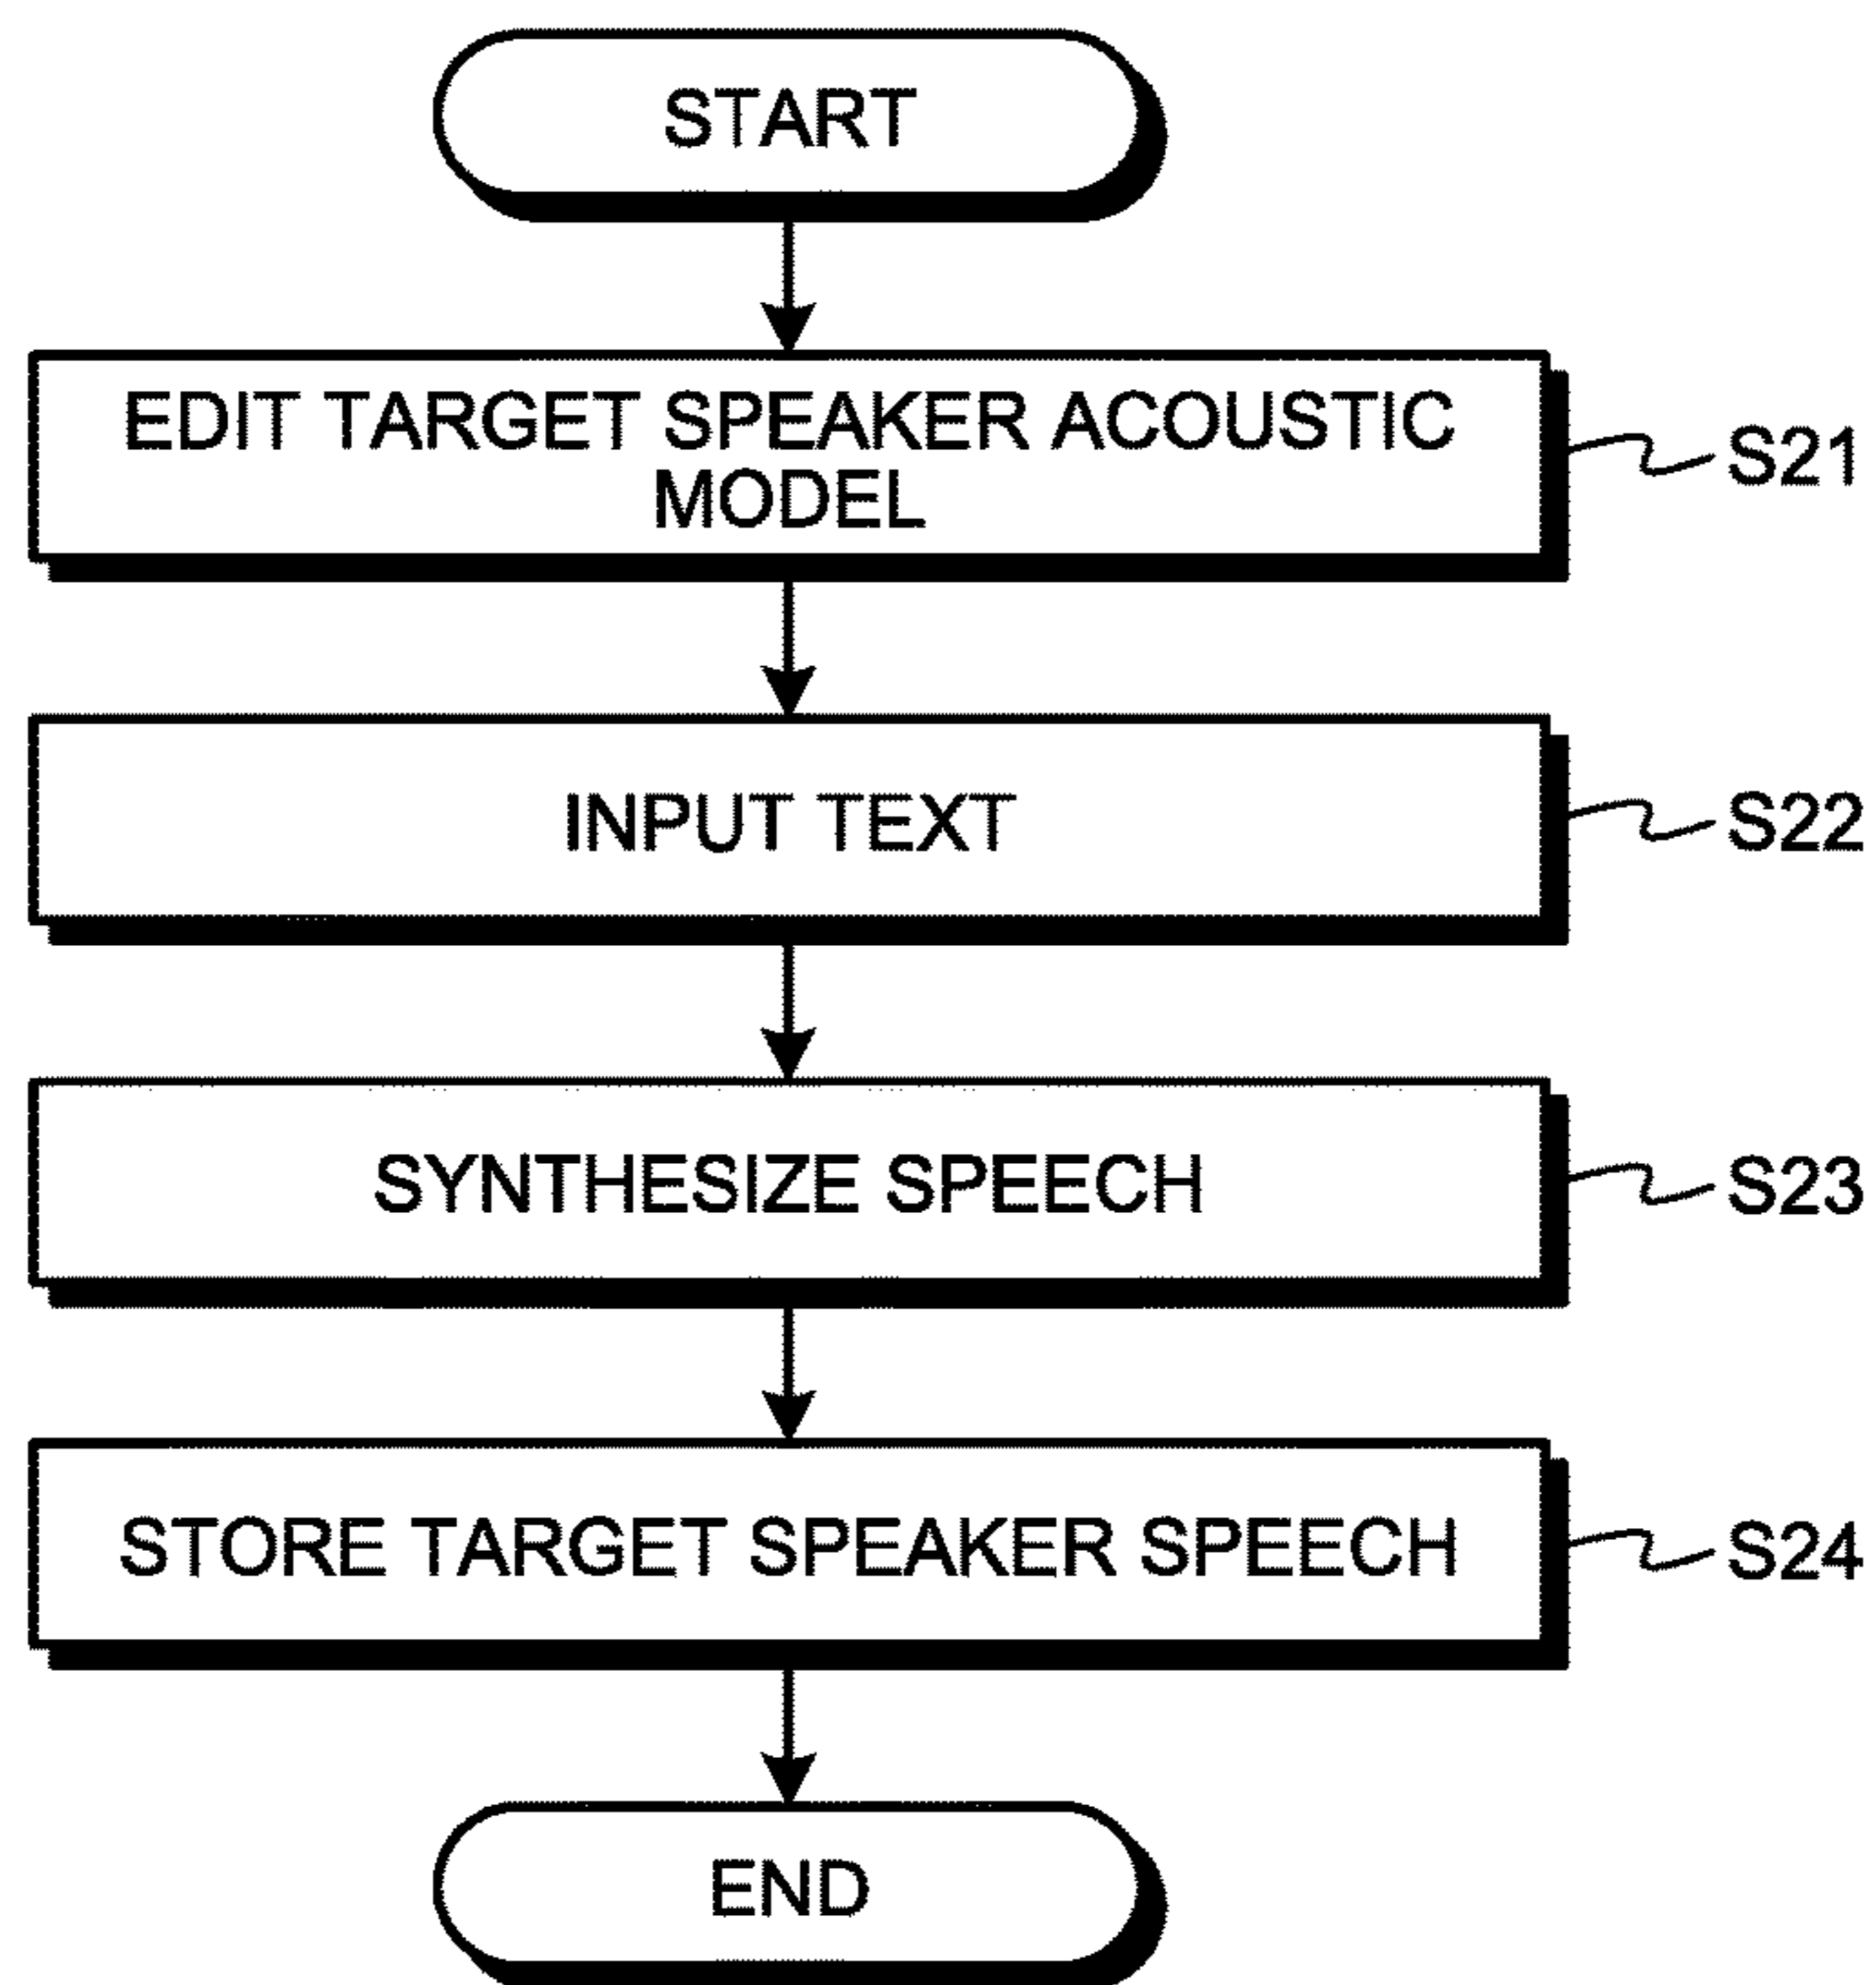 START
EDIT TARGET SPEAKER ACOUSTIC
MODEL
S21
INPUT TEXT
S22
SYNTHESIZE SPEECH
S23
STORE TARGET SPEAKER SPEECH
S24
END